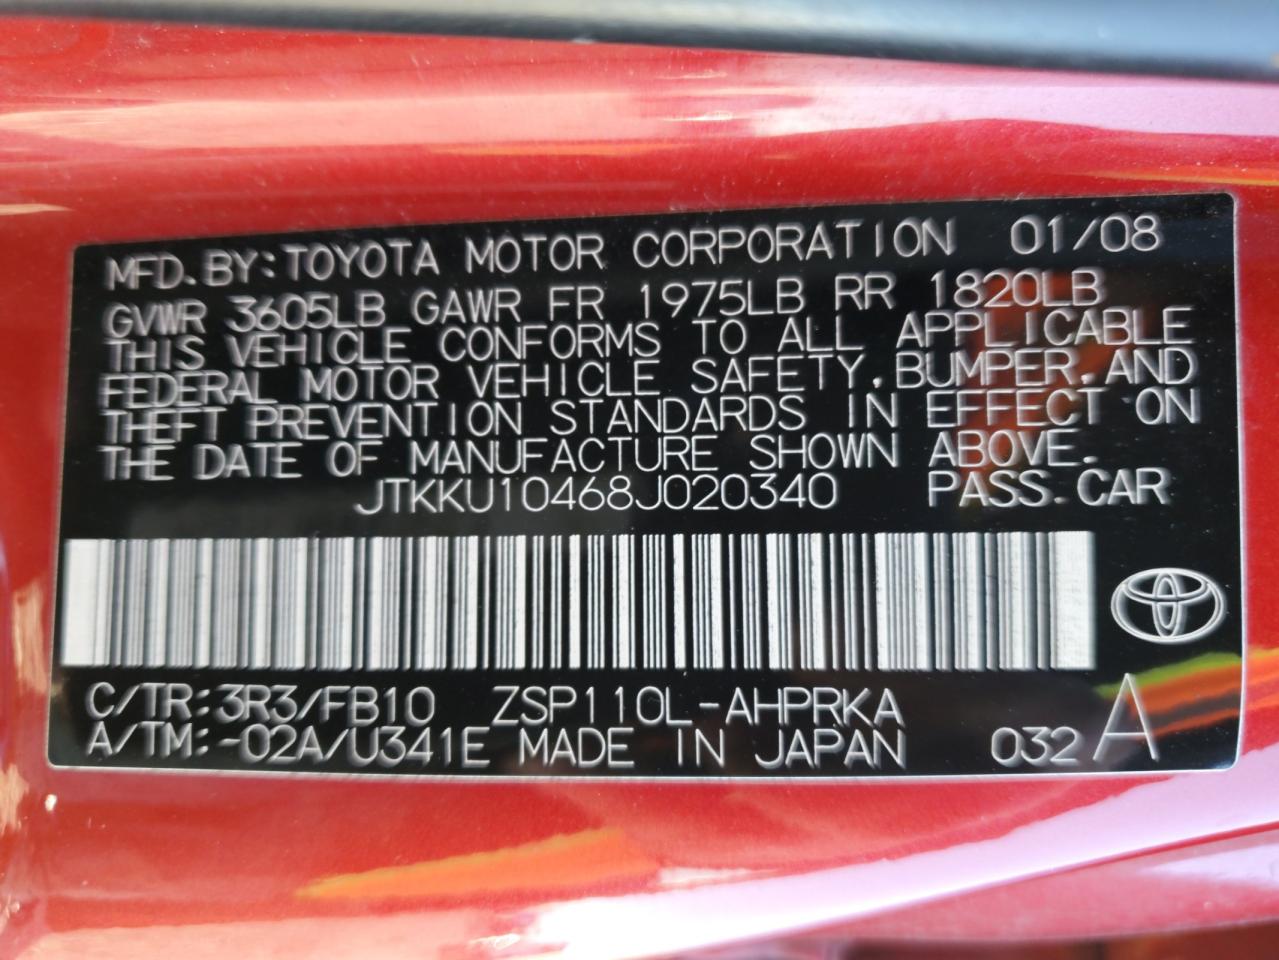 MFD. BY: TOYOTA MOTOR CORPORATION 01/08
GVWR 3605LB GAWR FR 1975LB RR 1820LB
THIS VEHICLE CONFORMS TO ALL APPLICABLE
FEDERAL MOTOR VEHICLE SAFETY, BUMPER, AND
THEFT PREVENTION STANDARDS IN EFFECT ON
THE DATE OF MANUFACTURE SHOWN ABOVE.
JTKKU10468J020340 PASS. CAR
C/TR: 3R3/FB10 ZSP110L-AHPRKA
A/TM: -02A/U341E MADE IN JAPAN 032 A